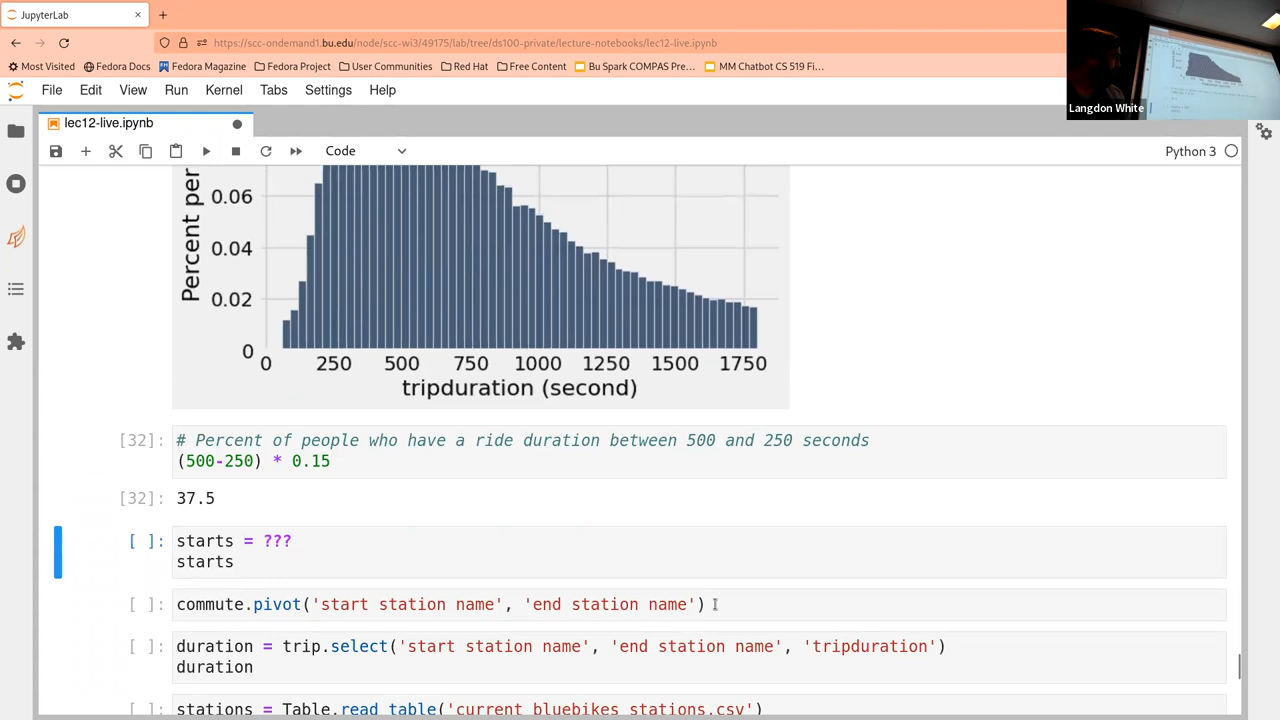 JupyterLab
https://scc-ondemand1.bu.edu/node/scc-wi3/49175/lab/tree/ds100-private/lecture-notebooks/lec12-live.ipynb
Most Visited Fedora Docs Fedora Magazine Fedora Project User Communities Red Hat Free Content Bu Spark COMPAS Pre… MM Chatbot CS 519 Fi…
Langdon White
File Edit View Run Kernel Tabs Settings Help
lec12-live.ipynb
Code Python 3
Percent per
0.06
0.04
0.02
0
0 250 500 750 1000 1250 1500 1750
tripduration (second)
[32]: # Percent of people who have a ride duration between 500 and 250 seconds
(500-250) * 0.15
[32]: 37.5
[ ]: starts = ???
starts
[ ]: commute.pivot('start station name', 'end station name')
[ ]: duration = trip.select('start station name', 'end station name', 'tripduration')
duration
[ ]: stations = Table.read_table('current_bluebikes_stations.csv')